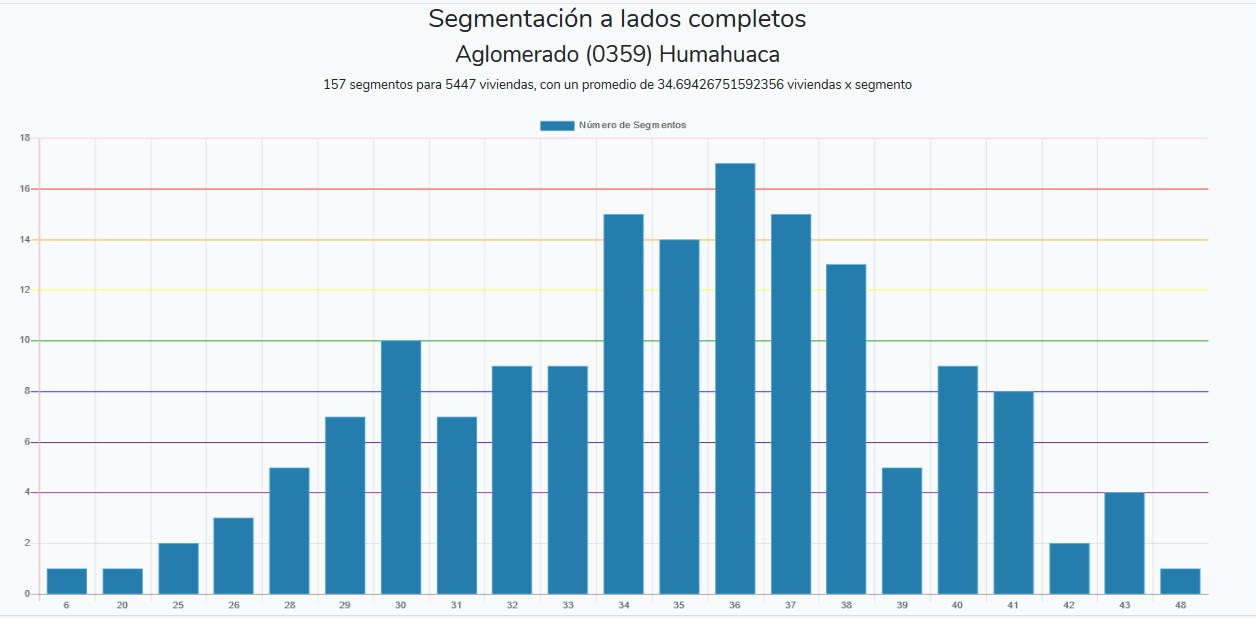 Segmentación a lados completos
Aglomerado (0359) Humahuaca
157 segmentos para 5447 viviendas, con un promedio de 34.69426751592356 viviendas x segmento
Número de Segmentos
18
16
14
12
10
8
6
4
2
0
6 20 25 26 28 29 30 31 32 33 34 35 36 37 38 39 40 41 42 43 48